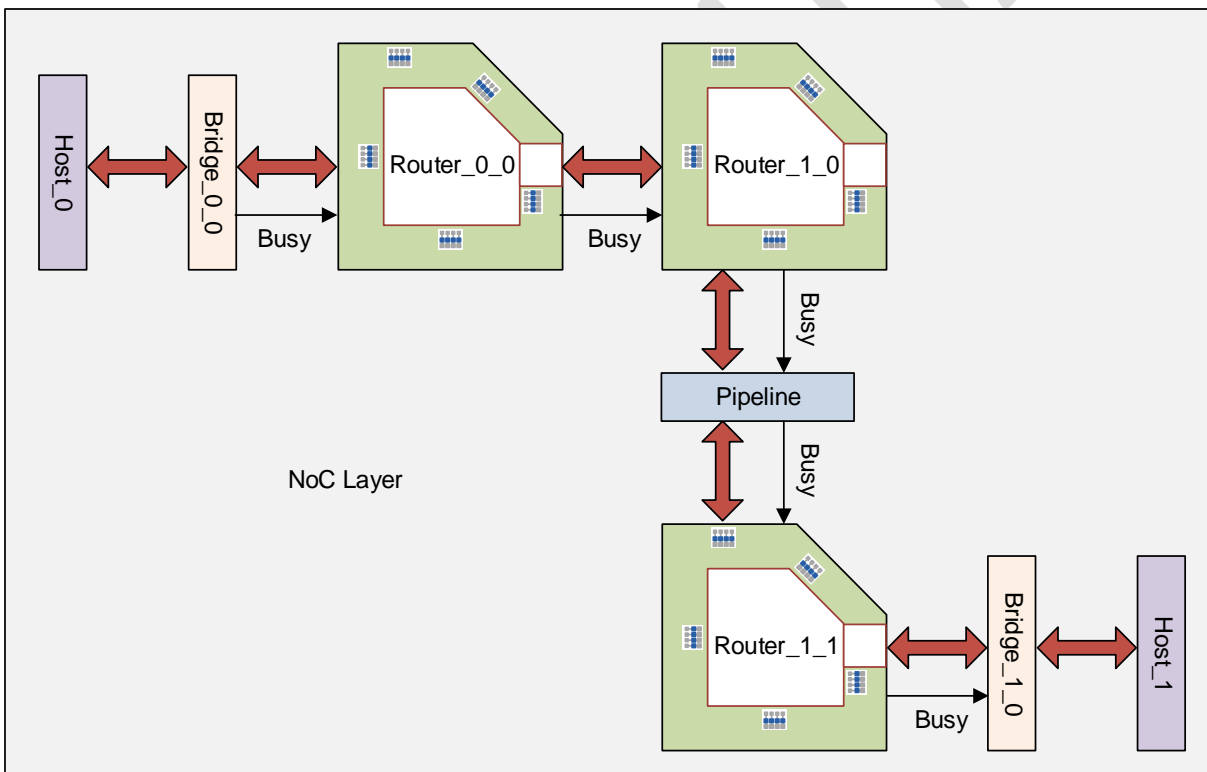 Host_0
Bridge_0_0
Busy
Router_0_0
Busy
Router_1_0
Busy
Pipeline
Busy
NoC Layer
Router_1_1
Busy
Bridge_1_0
Host_1